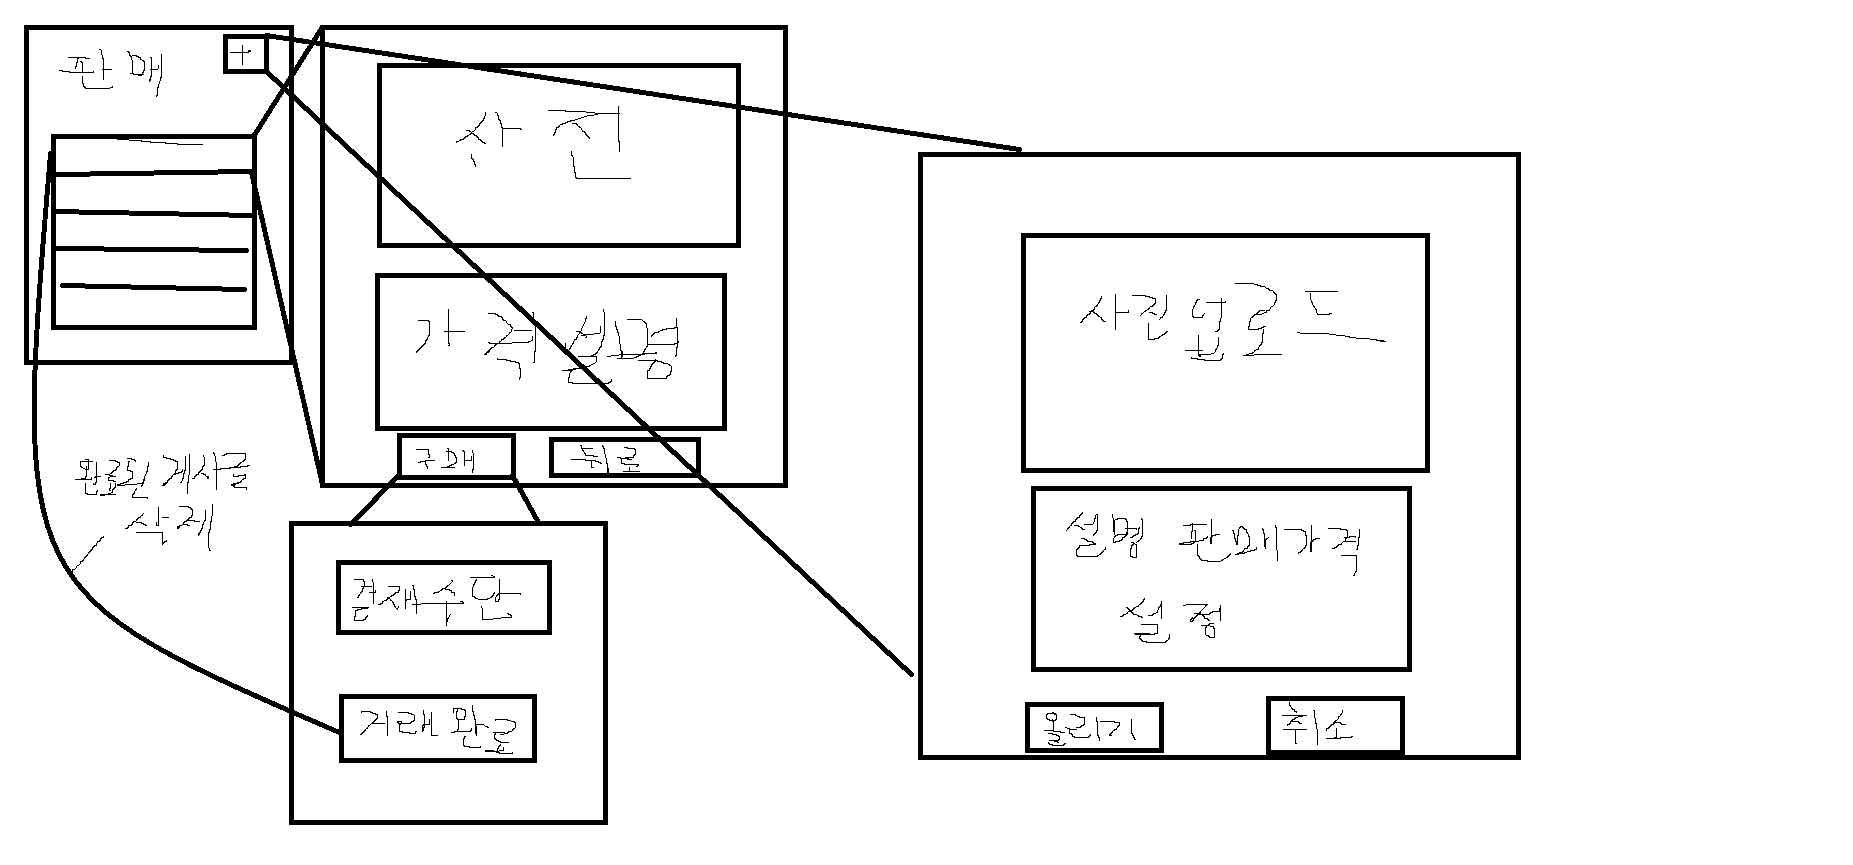 판매
+
사진
가격설명
구매
뒤로
완료된 게시글
삭제
결재수단
거래 완료
사진업로드
설명 판매가격
설정
올리기
취소